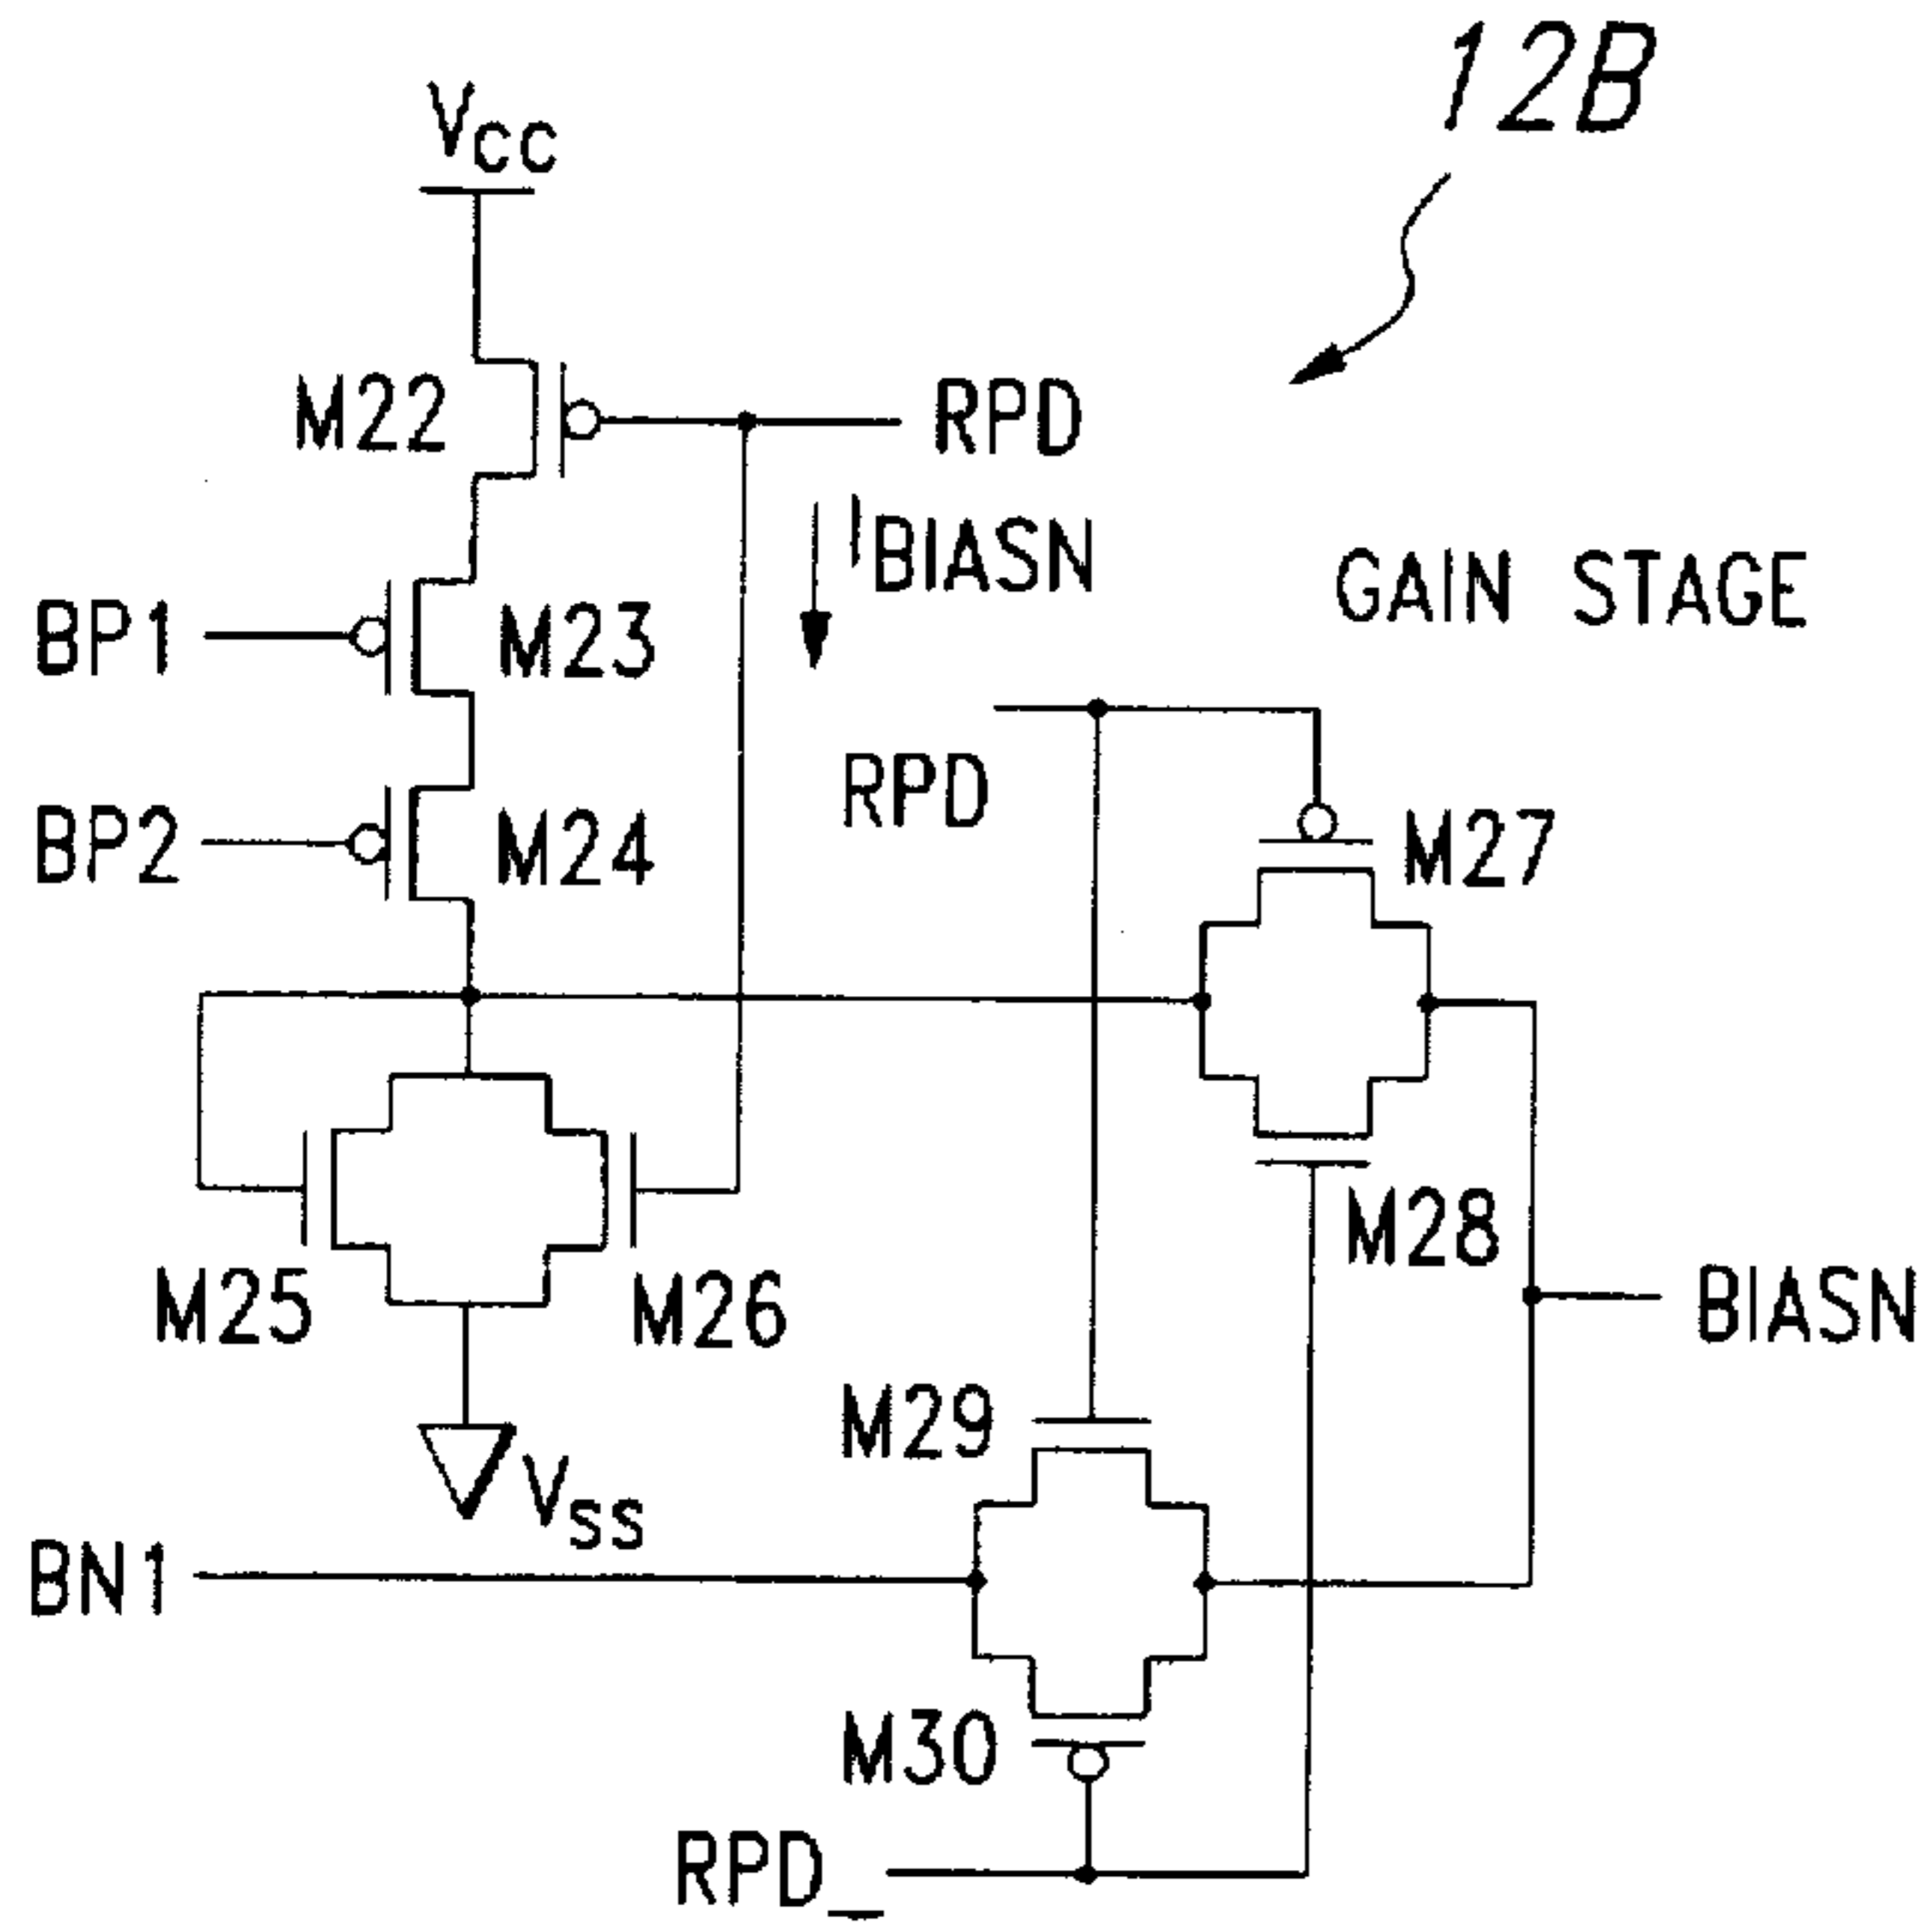 12B
VCC
M22
RPD
IBIASN
GAIN STAGE
BP1
M23
RPD
BP2
M24
M27
M28
M25
M26
BIASN
M29
VSS
BN1
M30
RPD_